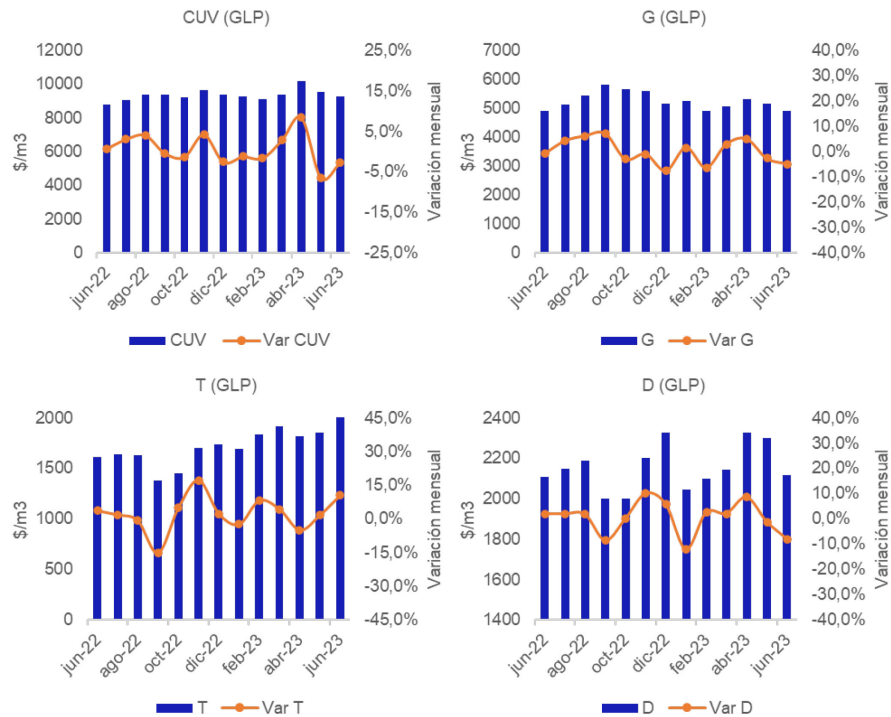 CUV (GLP)
12000
10000
8000
6000
4000
2000
0
$/m3
25,0%
15,0%
5,0%
-5,0%
-15,0%
-25,0%
Variación mensual
jun-22
ago-22
oct-22
dic-22
feb-23
abr-23
jun-23
CUV
Var CUV
G (GLP)
7000
6000
5000
4000
3000
2000
1000
0
$/m3
40,0%
30,0%
20,0%
10,0%
0,0%
-10,0%
-20,0%
-30,0%
-40,0%
Variación mensual
jun-22
ago-22
oct-22
dic-22
feb-23
abr-23
jun-23
G
Var G
T (GLP)
2000
1500
1000
500
0
$/m3
45,0%
30,0%
15,0%
0,0%
-15,0%
-30,0%
-45,0%
Variación mensual
jun-22
ago-22
oct-22
dic-22
feb-23
abr-23
jun-23
T
Var T
D (GLP)
2400
2200
2000
1800
1600
1400
$/m3
40,0%
30,0%
20,0%
10,0%
0,0%
-10,0%
-20,0%
-30,0%
-40,0%
Variación mensual
jun-22
ago-22
oct-22
dic-22
feb-23
abr-23
jun-23
D
Var D